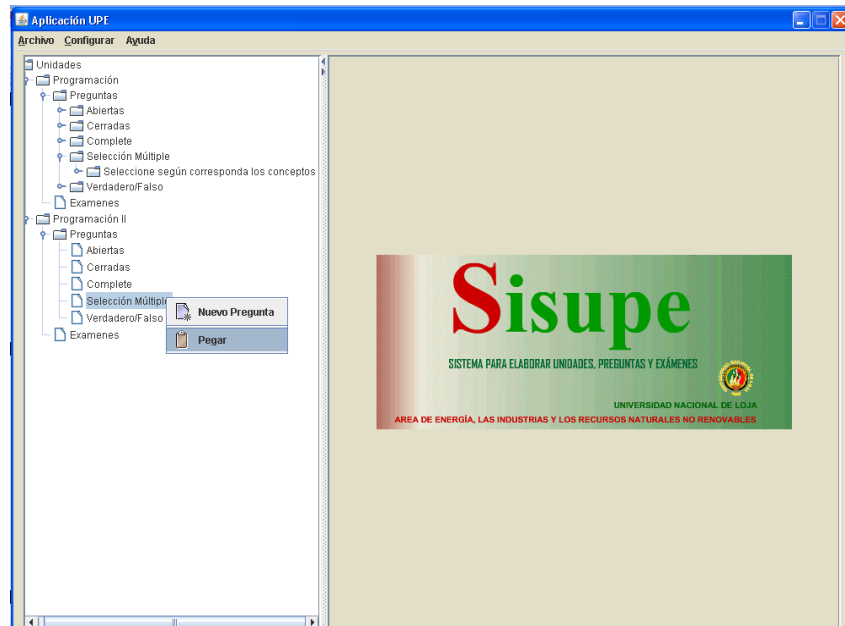 Aplicación UPE
Archivo Configurar Ayuda
Unidades
Programación
Preguntas
Abiertas
Cerradas
Complete
Selección Múltiple
Seleccione según corresponda los conceptos
Verdadero/Falso
Examenes
Programación II
Preguntas
Abiertas
Cerradas
Complete
Selección Múltiple
Verdadero/Falso
Examenes
Nuevo Pregunta
Pegar
Sisupe
SISTEMA PARA ELABORAR UNIDADES, PREGUNTAS Y EXÁMENES
UNIVERSIDAD NACIONAL DE LOJA
AREA DE ENERGÍA, LAS INDUSTRIAS Y LOS RECURSOS NATURALES NO RENOVABLES